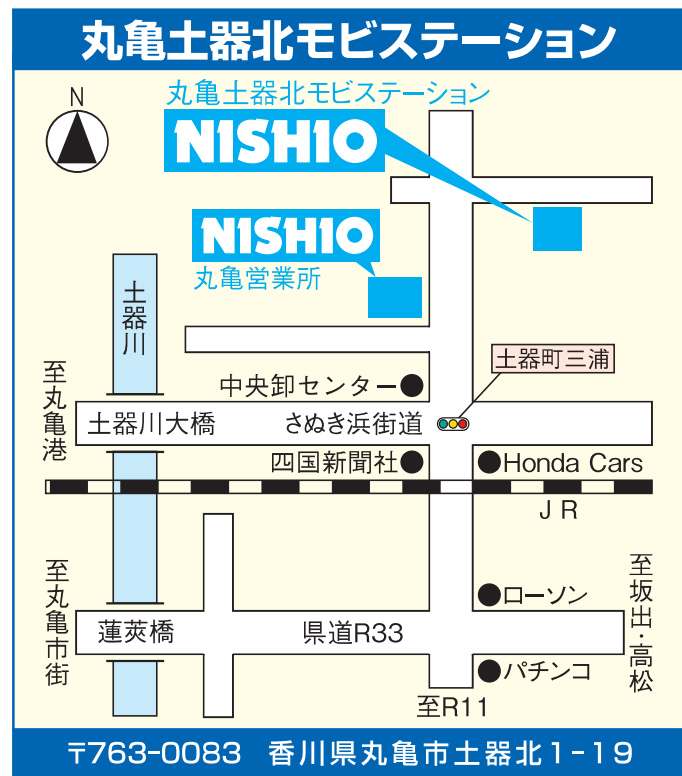 丸亀土器北モビステーション
N
丸亀土器北モビステーション
NISHIO
NISHIO
丸亀営業所
土器川
土器町三浦
至丸亀港
中央卸センター
土器川大橋
さぬき浜街道
四国新聞社
Honda Cars
JR
至丸亀市街
ローソン
至坂出・高松
蓮莢橋
県道R33
パチンコ
至R11
〒763-0083 香川県丸亀市土器北1-19